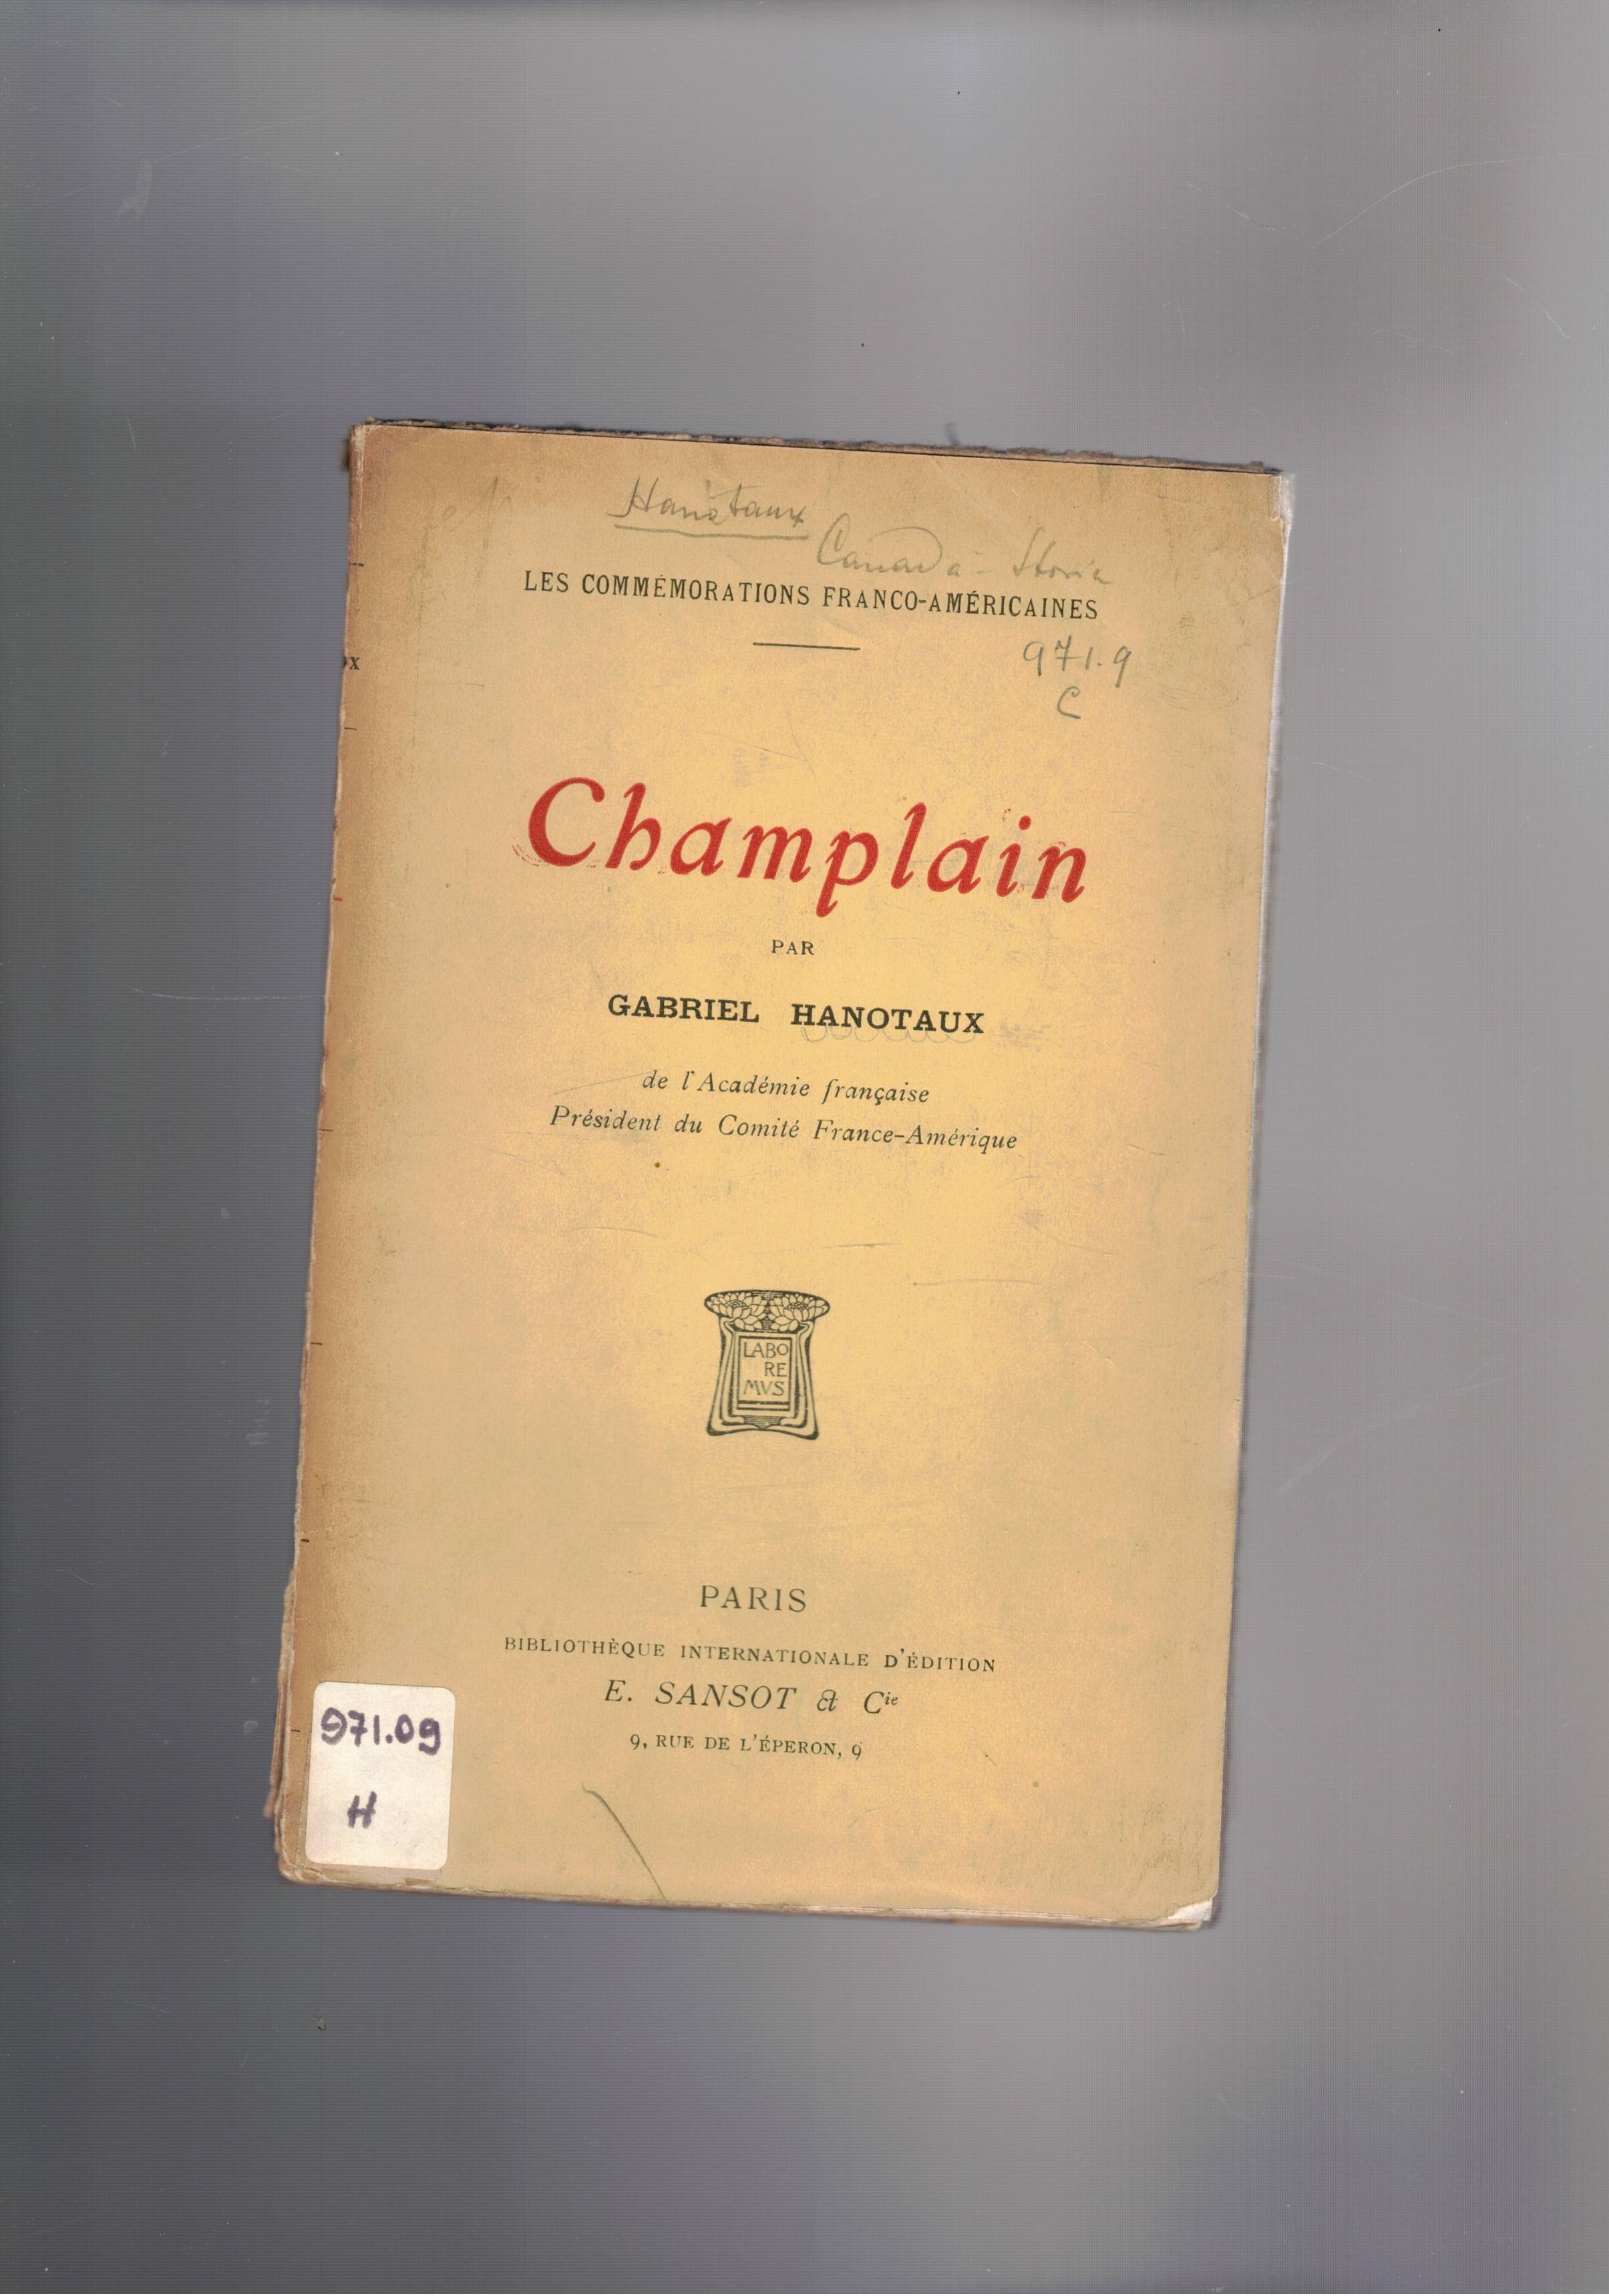 Hanotaux
Canadà - Storia
LES COMMÉMORATIONS FRANCO-AMÉRICAINES
971.9
C
X
Champlain
PAR
GABRIEL HANOTAUX
de l'Académie française
Président du Comité France-Amérique
LABO
RE
MVS
PARIS
BIBLIOTHÈQUE INTERNATIONALE D'ÉDITION
E. SANSOT & Cie
9, RUE DE L'ÉPERON, 9
971.09
H